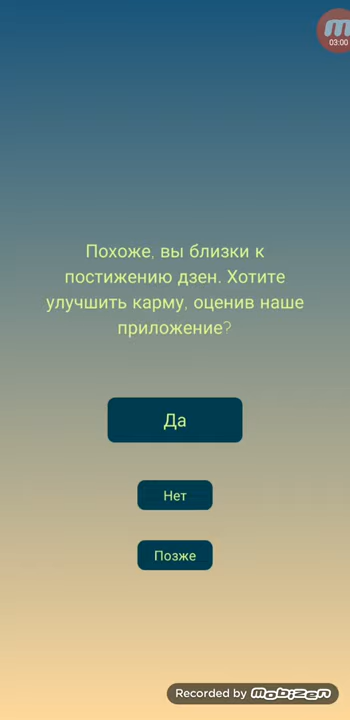 03:00
Похоже, вы близки к
постижению дзен. Хотите
улучшить карму, оценив наше
приложение?
Да
Нет
Позже
Recorded by mobizen